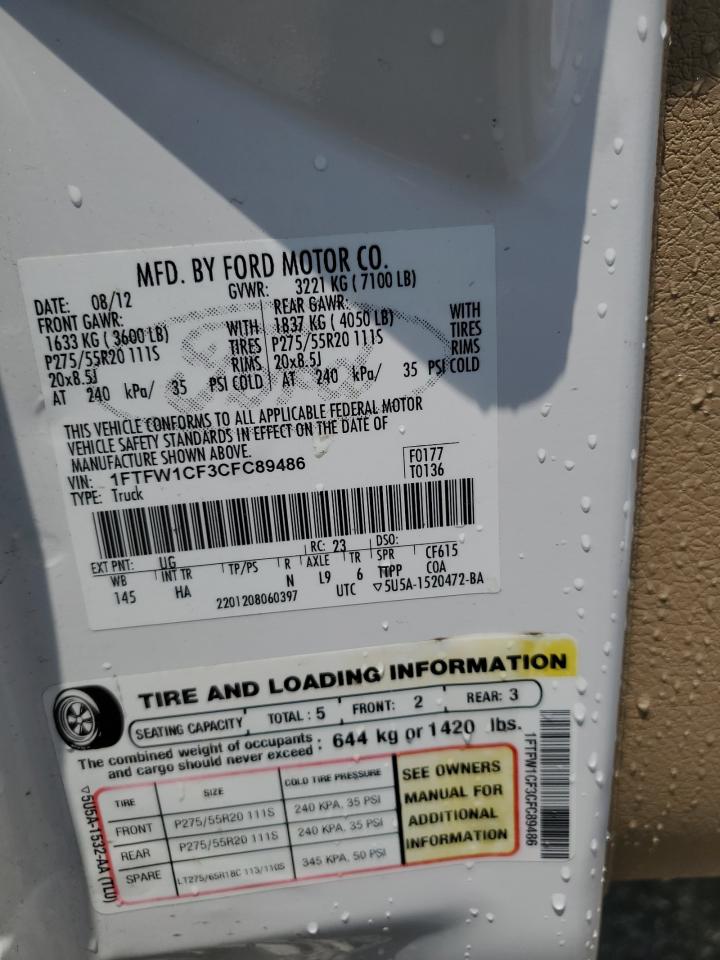 MFD. BY FORD MOTOR CO.
DATE: 08/12 GVWR: 3221 KG ( 7100 LB)
FRONT GAWR: REAR GAWR:
1633 KG ( 3600 LB) WITH 1837 KG ( 4050 LB) WITH
P275/55R20 111S TIRES P275/55R20 111S TIRES
20x8.5J RIMS 20x8.5J RIMS
AT 240 kPa/ 35 PSI COLD AT 240 kPa/ 35 PSI COLD
THIS VEHICLE CONFORMS TO ALL APPLICABLE FEDERAL MOTOR
VEHICLE SAFETY STANDARDS IN EFFECT ON THE DATE OF
MANUFACTURE SHOWN ABOVE.
VIN: 1FTFW1CF3CFC89486 F0177
TYPE: Truck T0136
EXT PNT: UG RC: 23 DSO:
WB INT TR TP/PS R AXLE TR SPR CF615
145 HA N L9 6 TTPP COA
2201208060397 UTC ▽5U5A-1520472-BA
TIRE AND LOADING INFORMATION
SEATING CAPACITY TOTAL : 5 FRONT: 2 REAR: 3
The combined weight of occupants
and cargo should never exceed : 644 kg or 1420 lbs.
TIRE SIZE COLD TIRE PRESSURE
FRONT P275/55R20 111S 240 KPA, 35 PSI
REAR P275/55R20 111S 240 KPA, 35 PSI
SPARE LT275/65R18C 113/110S 345 KPA, 50 PSI
SEE OWNERS
MANUAL FOR
ADDITIONAL
INFORMATION
▽5U5A-1532-AA (TLU)
1FTFW1CF3CFC89486